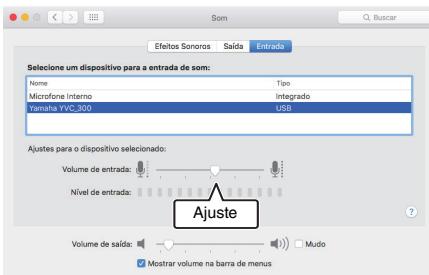 Som
Buscar
Efeitos Sonoros Saída Entrada
Selecione um dispositivo para a entrada de som:
Nome Tipo
Microfone Interno Integrado
Yamaha YVC_300 USB
Ajustes para o dispositivo selecionado:
Volume de entrada:
Nível de entrada:
Ajuste
?
Volume de saída: Mudo
Mostrar volume na barra de menus